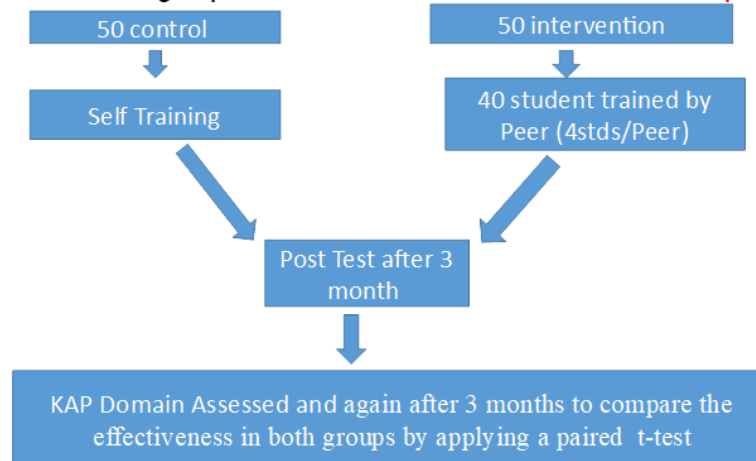 50 control
50 intervention
Self Training
40 student trained by
Peer (4stds/Peer)
Post Test after 3
month
KAP Domain Assessed and again after 3 months to compare the
effectiveness in both groups by applying a paired t-test